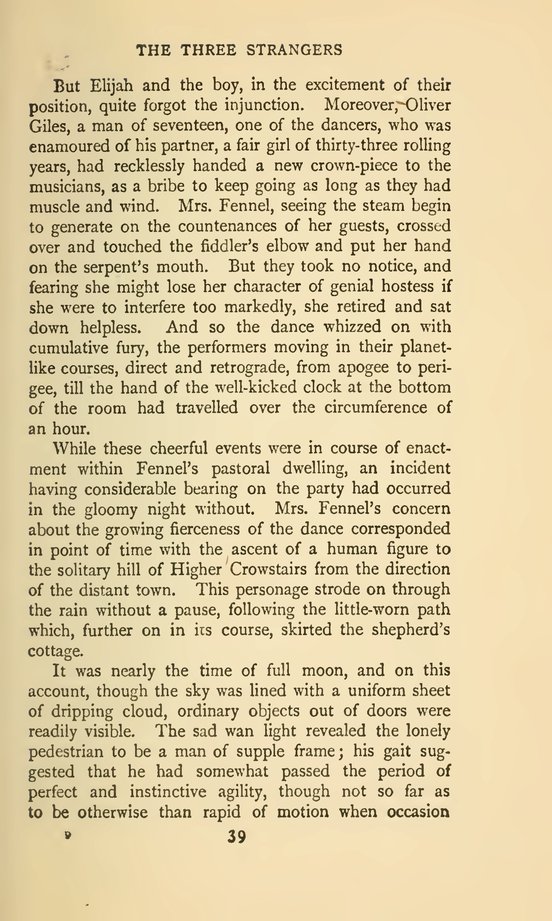 THE THREE STRANGERS
But Elijah and the boy, in the excitement of their
position, quite forgot the injunction. Moreover, Oliver
Giles, a man of seventeen, one of the dancers, who was
enamoured of his partner, a fair girl of thirty-three rolling
years, had recklessly handed a new crown-piece to the
musicians, as a bribe to keep going as long as they had
muscle and wind. Mrs. Fennel, seeing the steam begin
to generate on the countenances of her guests, crossed
over and touched the fiddler's elbow and put her hand
on the serpent's mouth. But they took no notice, and
fearing she might lose her character of genial hostess if
she were to interfere too markedly, she retired and sat
down helpless. And so the dance whizzed on with
cumulative fury, the performers moving in their planet-
like courses, direct and retrograde, from apogee to peri-
gee, till the hand of the well-kicked clock at the bottom
of the room had travelled over the circumference of
an hour.
While these cheerful events were in course of enact-
ment within Fennel's pastoral dwelling, an incident
having considerable bearing on the party had occurred
in the gloomy night without. Mrs. Fennel's concern
about the growing fierceness of the dance corresponded
in point of time with the ascent of a human figure to
the solitary hill of Higher Crowstairs from the direction
of the distant town. This personage strode on through
the rain without a pause, following the little-worn path
which, further on in its course, skirted the shepherd's
cottage.
It was nearly the time of full moon, and on this
account, though the sky was lined with a uniform sheet
of dripping cloud, ordinary objects out of doors were
readily visible. The sad wan light revealed the lonely
pedestrian to be a man of supple frame; his gait sug-
gested that he had somewhat passed the period of
perfect and instinctive agility, though not so far as
to be otherwise than rapid of motion when occasion
39